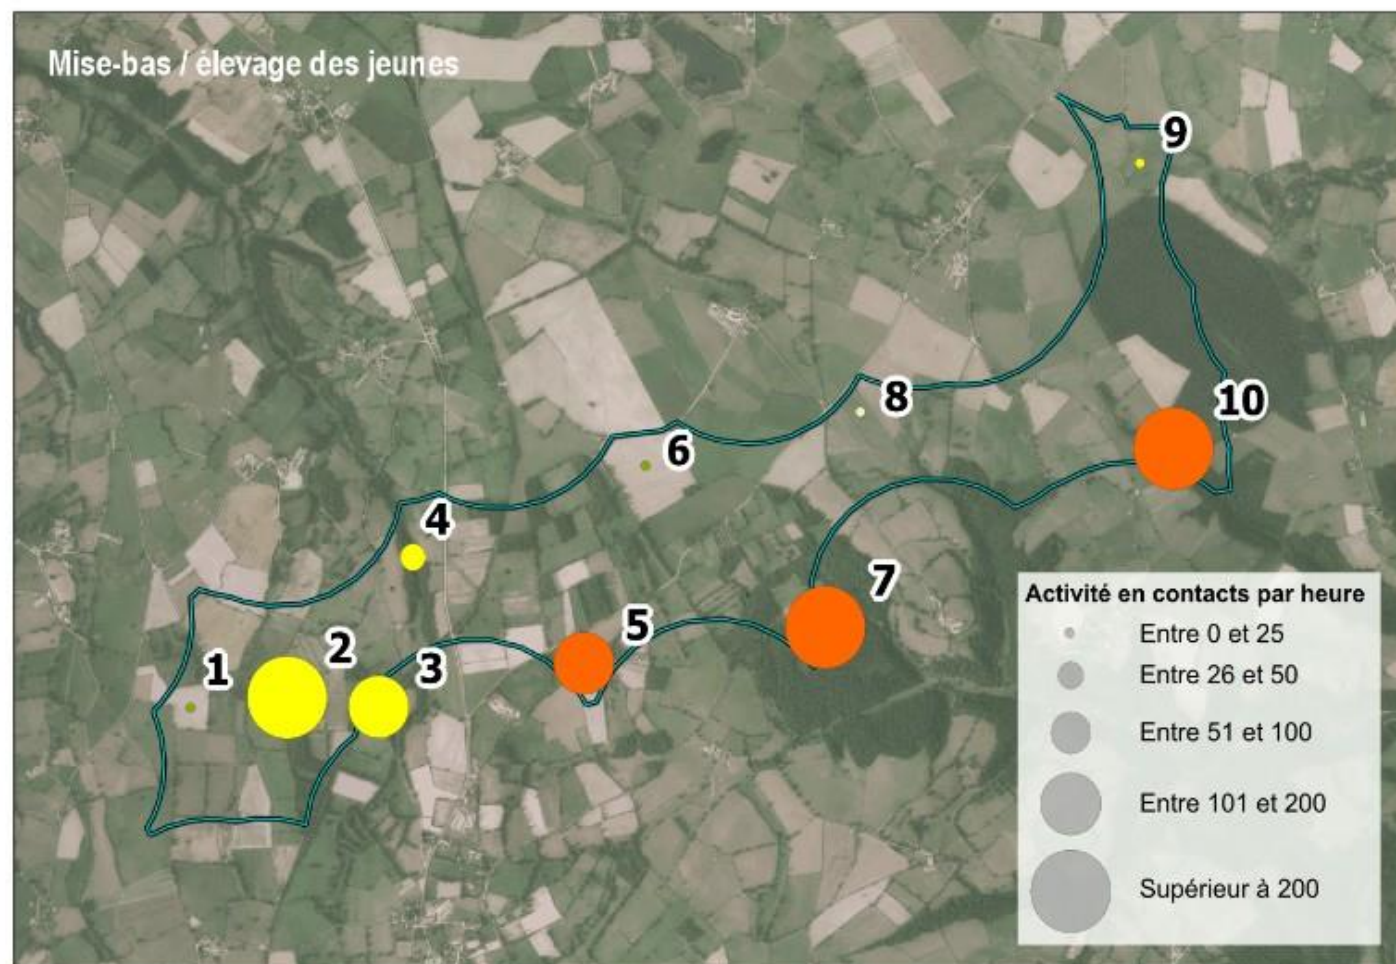 Mise-bas / élevage des jeunes
9
8
10
6
4
7
5
2
3
1
Activité en contacts par heure
Entre 0 et 25
Entre 26 et 50
Entre 51 et 100
Entre 101 et 200
Supérieur à 200